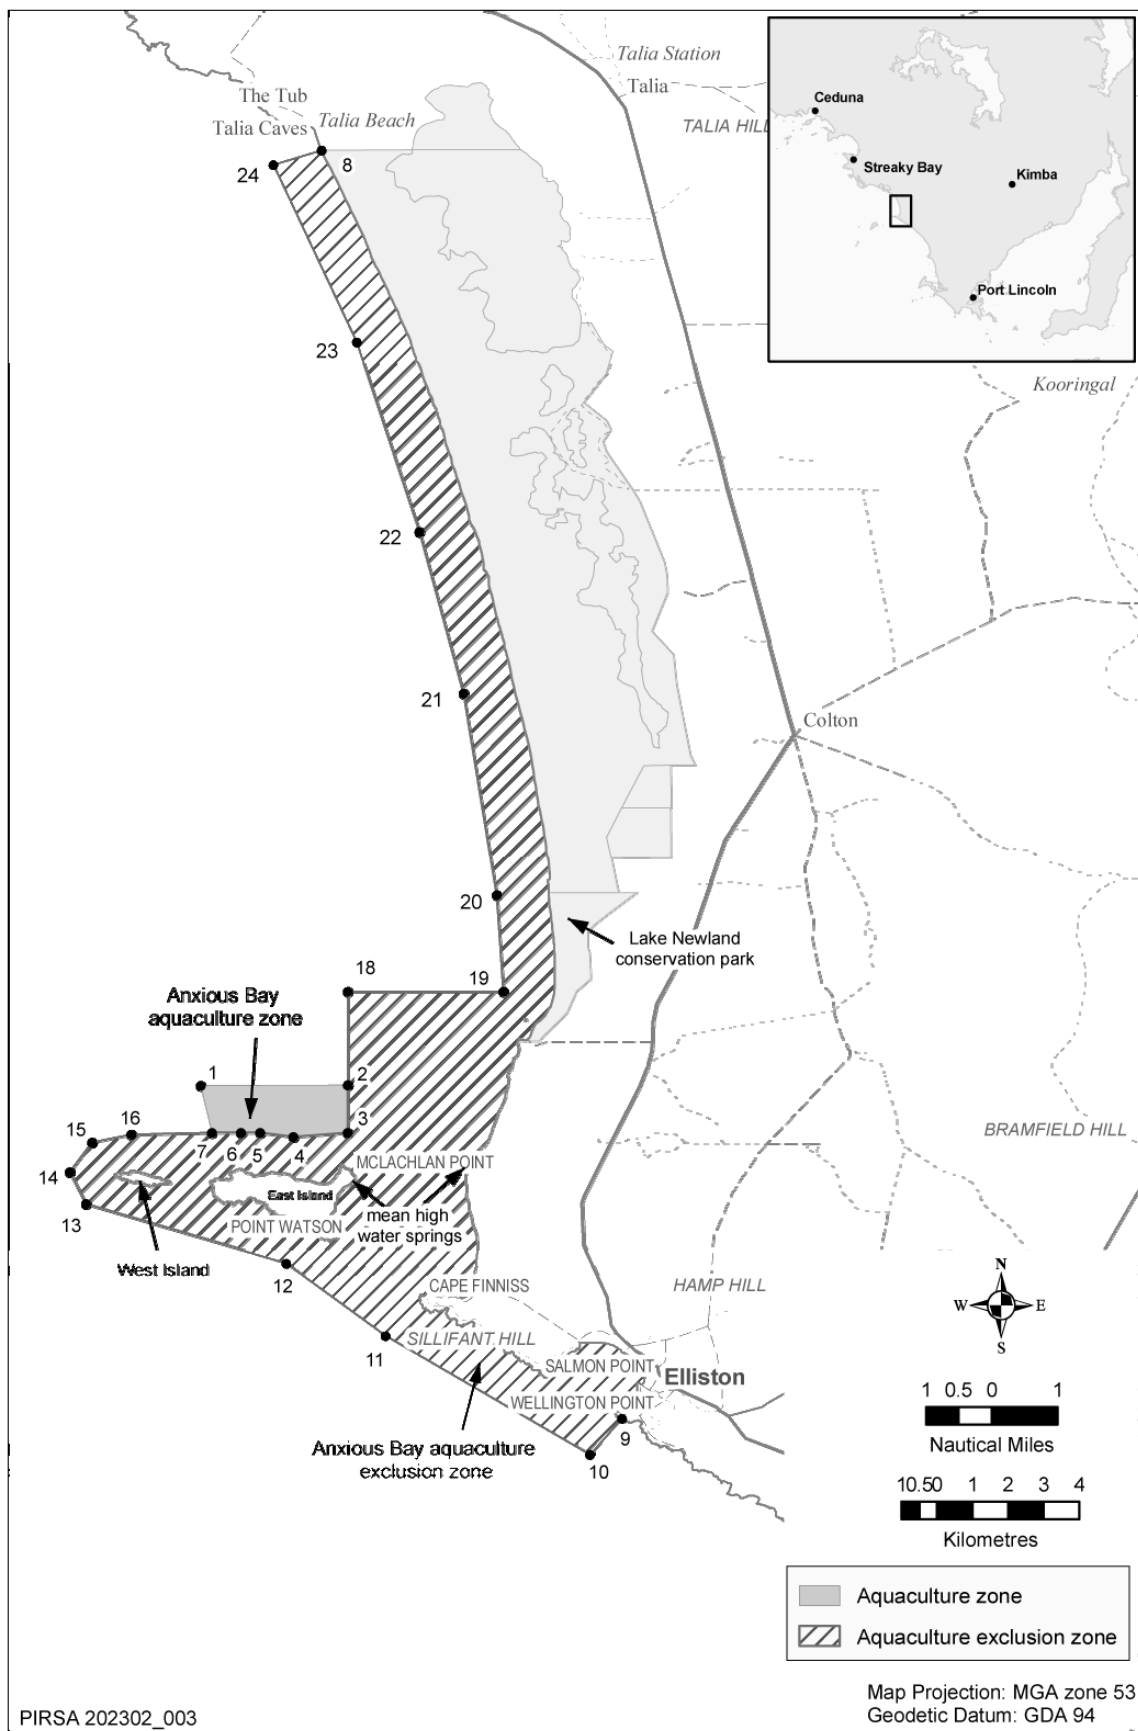 Talia Station
Talia
The Tub
Talia Caves
Talia Beach
TALIA HILL
24
8
Ceduna
Streaky Bay
Kimba
Port Lincoln
23
Kooringal
22
21
Colton
20
Lake Newland
conservation park
18
19
Anxious Bay
aquaculture zone
1
2
3
15
16
7
6
5
4
BRAMFIELD HILL
14
MCLACHLAN POINT
East Island
13
POINT WATSON
mean high
water springs
West Island
12
CAPE FINNISS
HAMP HILL
N
W
E
S
11
SILLIFANT HILL
SALMON POINT
Elliston
WELLINGTON POINT
9
10
Anxious Bay aquaculture
exclusion zone
1 0.5 0 1
Nautical Miles
10.50 1 2 3 4
Kilometres
Aquaculture zone
Aquaculture exclusion zone
Map Projection: MGA zone 53
Geodetic Datum: GDA 94
PIRSA 202302_003